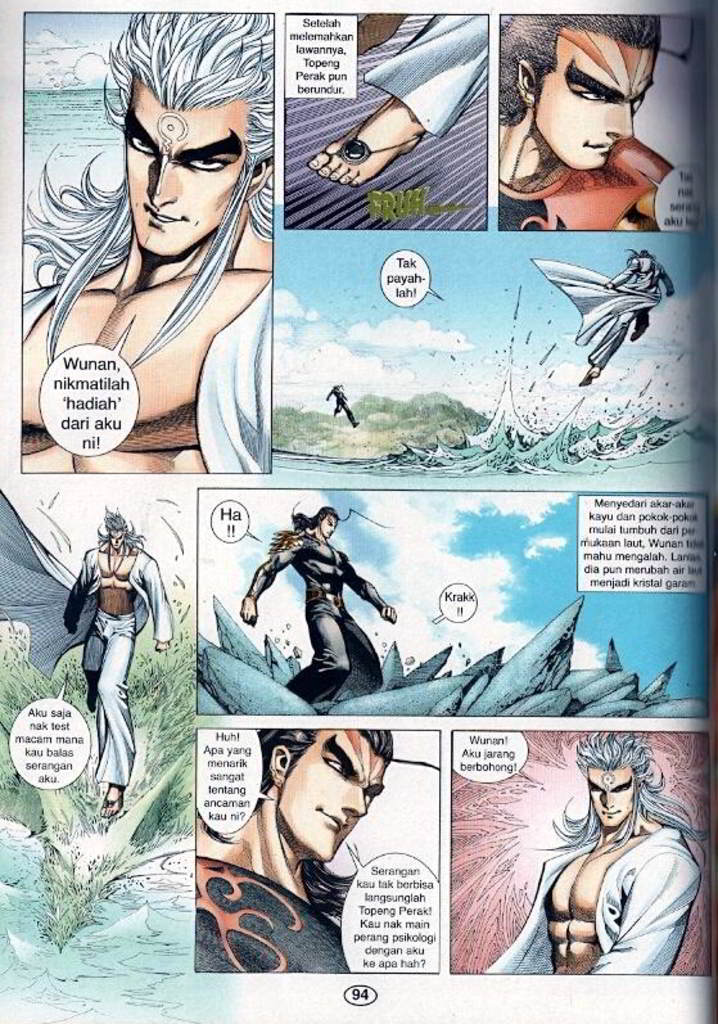 Wunan,
nikmatilah
'hadiah'
dari aku
ni!
Setelah
melemahkan
lawannya,
Topeng
Perak pun
berundur.
FRUH
nak
aku
Tak
payah-
lah!
Aku saja
nak test
macam mana
kau balas
serangan
aku.
Ha
!!
Krakk
!!
Menyedari akar-akar
kayu dan pokok-pokok
mulai tumbuh dari per
mukaan laut, Wunan
mahu mengalah.
dia pun merubah air laut
menjadi kristal garam.
Huh!
Apa yang
menarik
sangat
tentang
ancaman
kau ni?
Serangan
kau tak berbisa
langsunglah
Topeng Perak!
Kau nak main
perang psikologi
dengan aku
ke apa hah?
Wunan!
Aku jarang
berbohong!
94